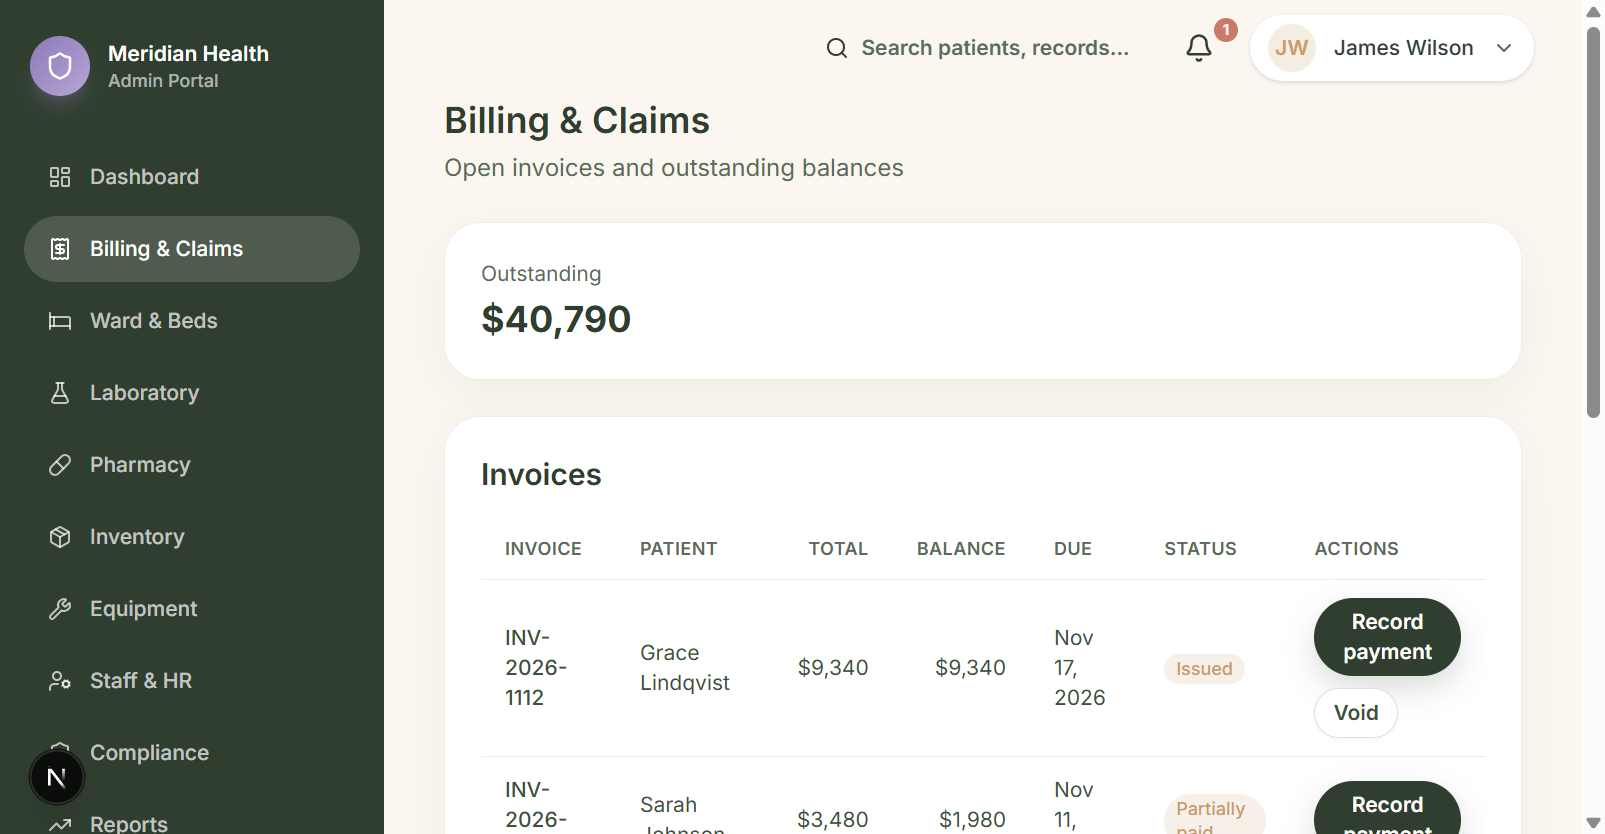 Meridian Health
Admin Portal
Dashboard
Billing & Claims
Ward & Beds
Laboratory
Pharmacy
Inventory
Equipment
Staff & HR
Compliance
Reports
N
Search patients, records...
1
JW
James Wilson
Billing & Claims
Open invoices and outstanding balances
Outstanding
$40,790
Invoices
INVOICE PATIENT TOTAL BALANCE DUE STATUS ACTIONS
INV-
2026-
1112
Grace
Lindqvist
$9,340
$9,340
Nov
17,
2026
Issued
Record
payment
Void
INV-
2026-
Sarah
Johnson
$3,480
$1,980
Nov
11,
Partially
paid
Record
payment